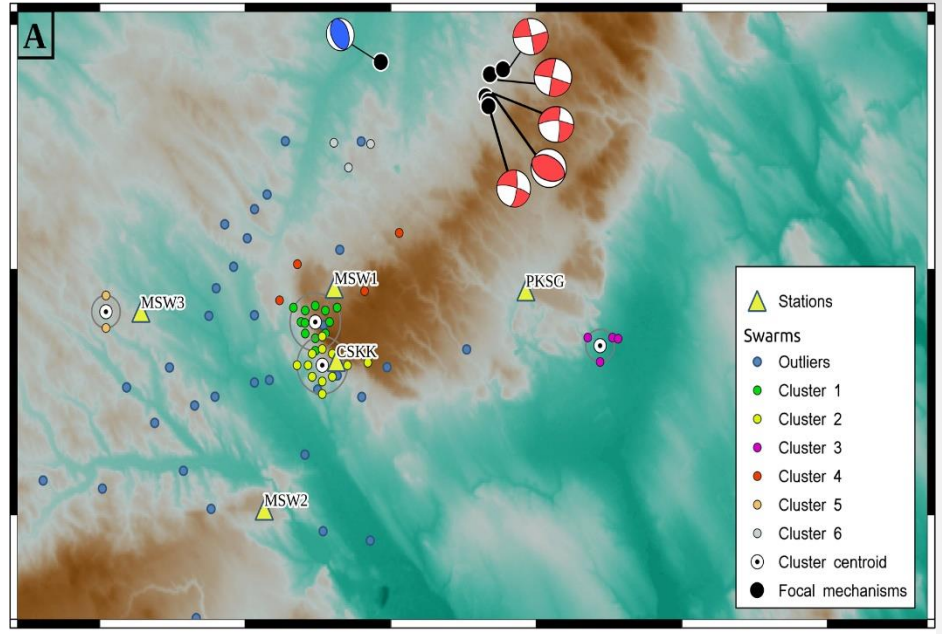 A
MSW1
PKSG
MSW3
CSKK
MSW2
Stations
Swarms
Outliers
Cluster 1
Cluster 2
Cluster 3
Cluster 4
Cluster 5
Cluster 6
Cluster centroid
Focal mechanisms